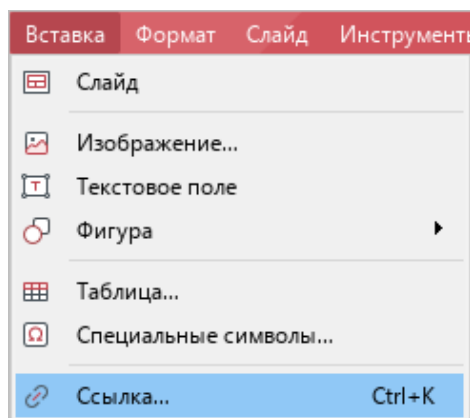 Вставка Формат Слайд Инструменты
Слайд
Изображение...
Текстовое поле
Фигура
Таблица...
Специальные символы...
Ссылка... Ctrl+K